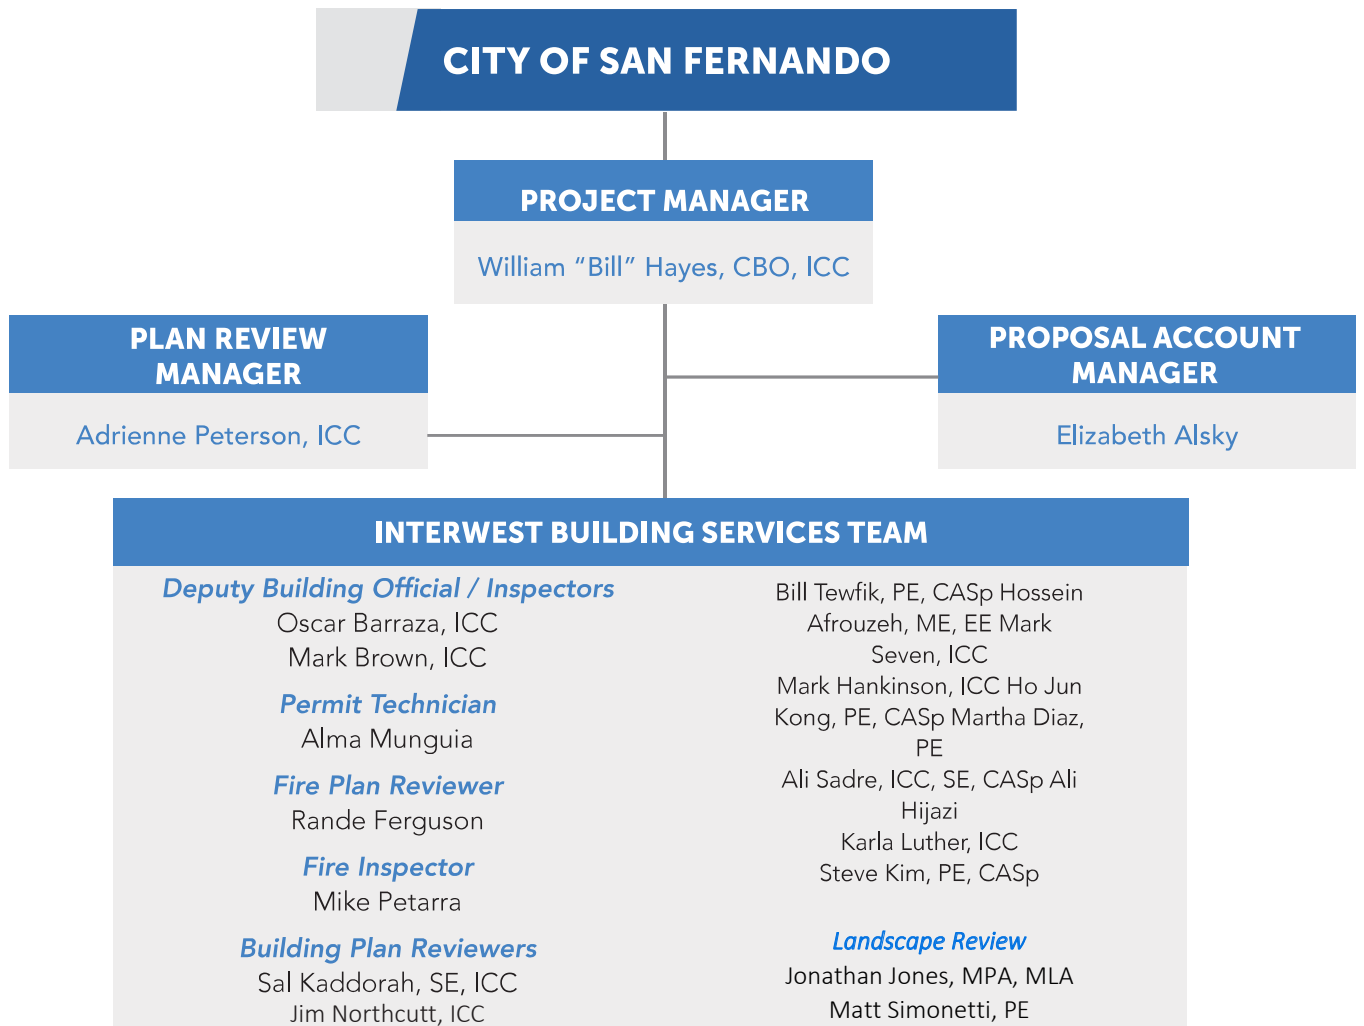 CITY OF SAN FERNANDO
PROJECT MANAGER
William “Bill” Hayes, CBO, ICC
PLAN REVIEW
MANAGER
Adrienne Peterson, ICC
PROPOSAL ACCOUNT
MANAGER
Elizabeth Alsky
INTERWEST BUILDING SERVICES TEAM
Deputy Building Official / Inspectors
Oscar Barraza, ICC
Mark Brown, ICC
Permit Technician
Alma Munguia
Fire Plan Reviewer
Rande Ferguson
Fire Inspector
Mike Petarra
Building Plan Reviewers
Sal Kaddorah, SE, ICC
Jim Northcutt, ICC
Bill Tewfik, PE, CASp Hossein
Afrouzeh, ME, EE Mark
Seven, ICC
Mark Hankinson, ICC Ho Jun
Kong, PE, CASp Martha Diaz,
PE
Ali Sadre, ICC, SE, CASp Ali
Hijazi
Karla Luther, ICC
Steve Kim, PE, CASp
Landscape Review
Jonathan Jones, MPA, MLA
Matt Simonetti, PE